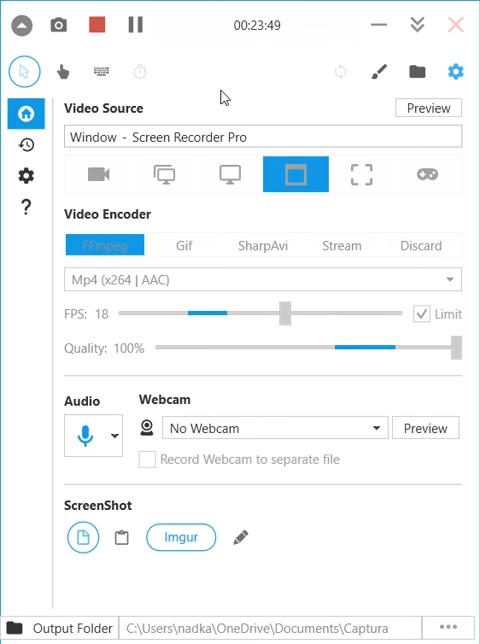 00:23:49
Video Source
Preview
Window - Screen Recorder Pro
Video Encoder
FFmpeg Gif SharpAvi Stream Discard
Mp4 (x264 | AAC)
FPS: 18 Limit
Quality: 100%
Audio Webcam
No Webcam Preview
Record Webcam to separate file
ScreenShot
Imgur
?
Output Folder C:\Users\nadka\OneDrive\Documents\Captura